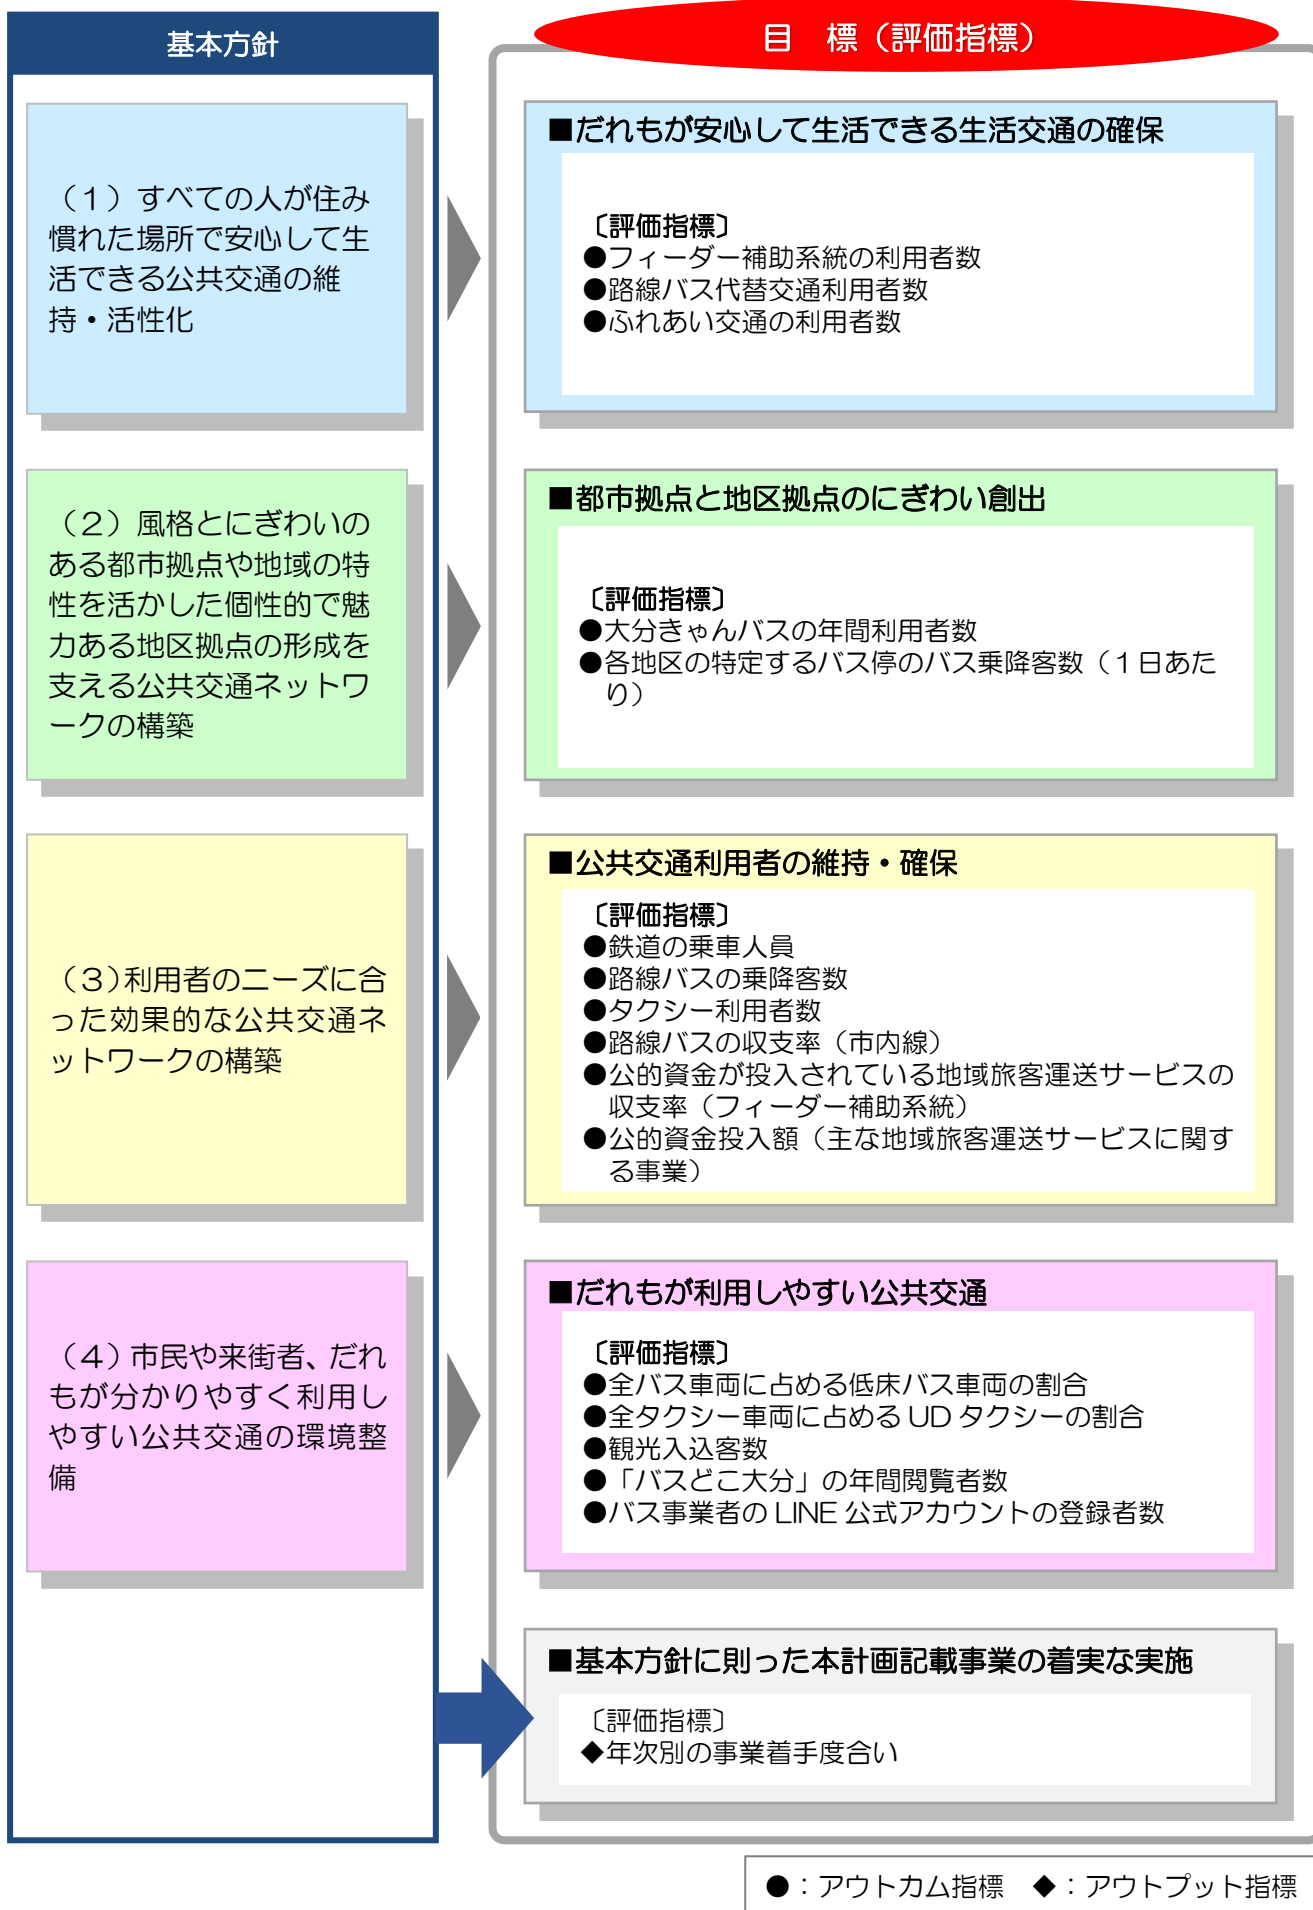 基本方針
目　標（評価指標）
（１）すべての人が住み
慣れた場所で安心して生
活できる公共交通の維
持・活性化
■だれもが安心して生活できる生活交通の確保
〔評価指標〕
●フィーダー補助系統の利用者数
●路線バス代替交通利用者数
●ふれあい交通の利用者数
（２）風格とにぎわいの
ある都市拠点や地域の特
性を活かした個性的で魅
力ある地区拠点の形成を
支える公共交通ネットワ
ークの構築
■都市拠点と地区拠点のにぎわい創出
〔評価指標〕
●大分きゃんバスの年間利用者数
●各地区の特定するバス停のバス乗降客数（１日あた
り）
（３）利用者のニーズに合
った効果的な公共交通ネ
ットワークの構築
■公共交通利用者の維持・確保
〔評価指標〕
●鉄道の乗車人員
●路線バスの乗降客数
●タクシー利用者数
●路線バスの収支率（市内線）
●公的資金が投入されている地域旅客運送サービスの
収支率（フィーダー補助系統）
●公的資金投入額（主な地域旅客運送サービスに関す
る事業）
（４）市民や来街者、だれ
もが分かりやすく利用し
やすい公共交通の環境整
備
■だれもが利用しやすい公共交通
〔評価指標〕
●全バス車両に占める低床バス車両の割合
●全タクシー車両に占める UD タクシーの割合
●観光入込客数
●「バスどこ大分」の年間閲覧者数
●バス事業者の LINE 公式アカウントの登録者数
■基本方針に則った本計画記載事業の着実な実施
〔評価指標〕
◆年次別の事業着手度合い
●：アウトカム指標　◆：アウトプット指標